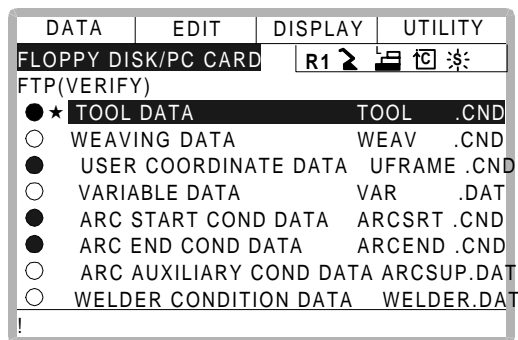 DATA EDIT DISPLAY UTILITY
FLOPPY DISK/PC CARD R1 C S
FTP(VERIFY)
●★ TOOL DATA TOOL .CND
○ WEAVING DATA WEAV .CND
● USER COORDINATE DATA UFRAME .CND
○ VARIABLE DATA VAR .DAT
● ARC START COND DATA ARCSRT .CND
● ARC END COND DATA ARCEND .CND
○ ARC AUXILIARY COND DATA ARCSUP.DAT
○ WELDER CONDITION DATA WELDER.DAT
!